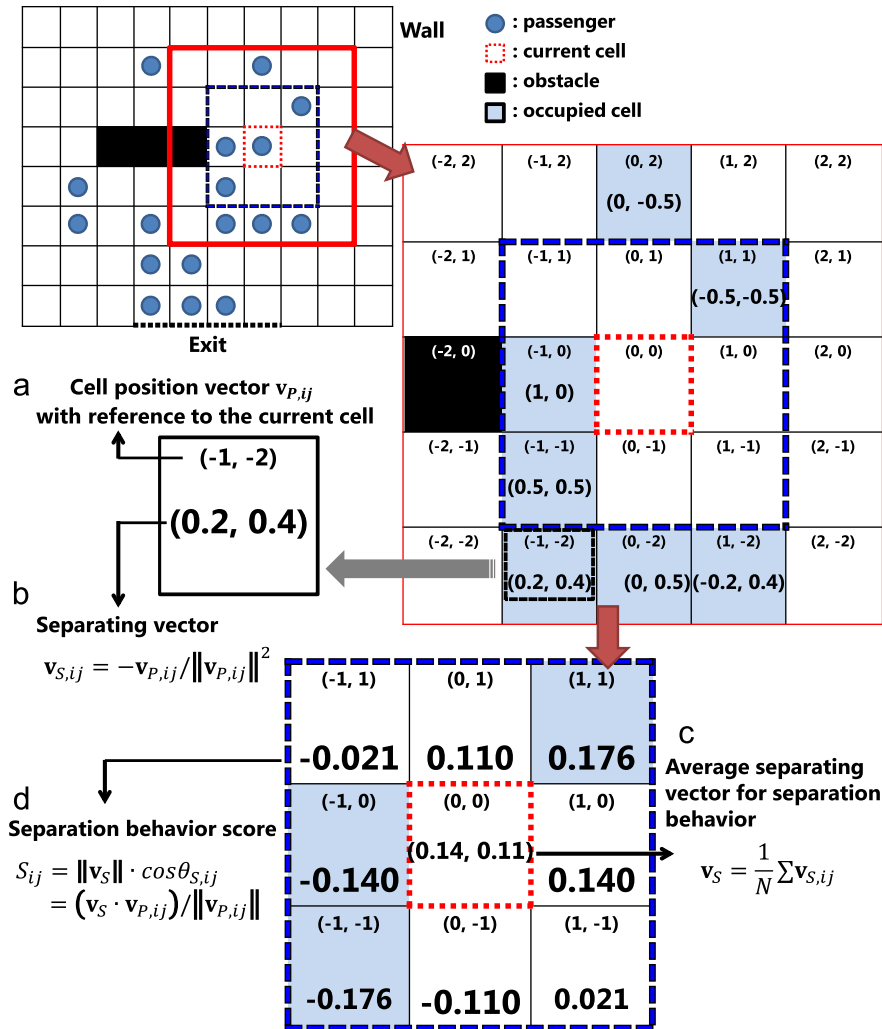 Wall
: passenger
: current cell
: obstacle
: occupied cell
Exit
(-2, 2) (-1, 2) (0, 2) (1, 2) (2, 2)
(0, -0.5)
(-2, 1) (-1, 1) (0, 1) (1, 1) (2, 1)
(-0.5,-0.5)
(-2, 0) (-1, 0) (0, 0) (1, 0) (2, 0)
(1, 0)
(-2, -1) (-1, -1) (0, -1) (1, -1) (2, -1)
(0.5, 0.5)
(-2, -2) (-1, -2) (0, -2) (1, -2) (2, -2)
(0.2, 0.4) (0, 0.5) (-0.2, 0.4)
a
Cell position vector v_{P,ij}
with reference to the current cell
(-1, -2)
(0.2, 0.4)
b
Separating vector
v_{S,ij} = −v_{P,ij}/‖v_{P,ij}‖²
(-1, 1) (0, 1) (1, 1)
-0.021 0.110 0.176
(-1, 0) (0, 0) (1, 0)
(0.14, 0.11)
-0.140 0.140
(-1, -1) (0, -1) (1, -1)
-0.176 -0.110 0.021
c
Average separating
vector for separation
behavior
v_S = 1/N ∑v_{S,ij}
d
Separation behavior score
S_{ij} = ‖v_S‖ · cosθ_{S,ij}
= (v_S · v_{P,ij})/‖v_{P,ij}‖